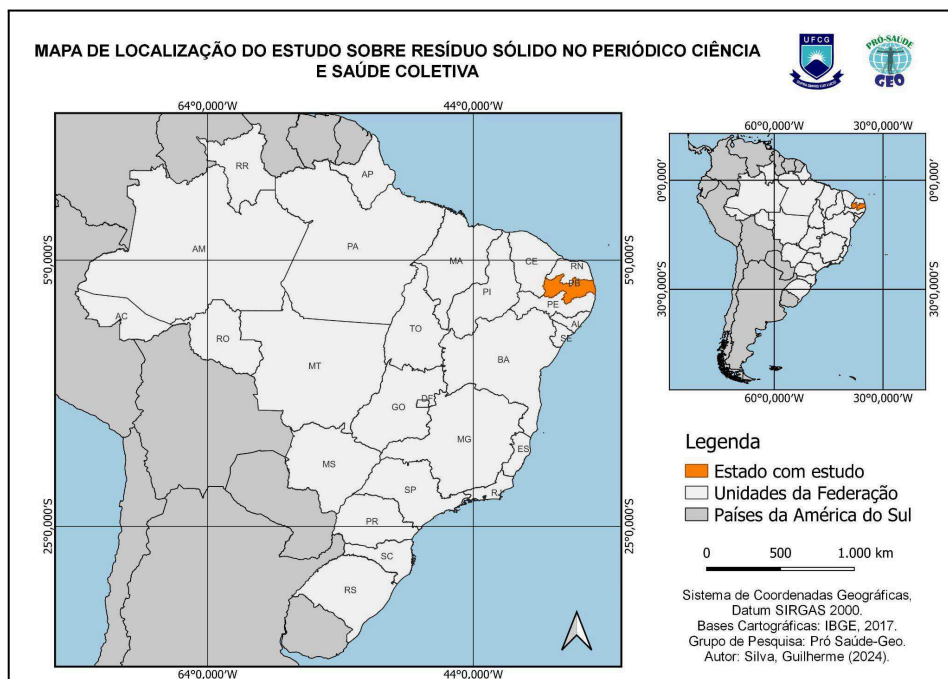 MAPA DE LOCALIZAÇÃO DO ESTUDO SOBRE RESÍDUO SÓLIDO NO PERIÓDICO CIÊNCIA
E SAÚDE COLETIVA
UFCG
PRÓ-SAÚDE
GEO
64°0,000'W
44°0,000'W
5°0,000'S
5°0,000'S
25°0,000'S
25°0,000'S
64°0,000'W
44°0,000'W
RR
AP
AM
PA
MA
CE
RN
PB
PI
PE
AC
AL
TO
SE
RO
BA
MT
DF
GO
MG
ES
MS
SP
R
PR
SC
RS
60°0,000'W
30°0,000'W
0°0,000'
0°0,000'
30°0,000'S
30°0,000'S
60°0,000'W
30°0,000'W
Legenda
Estado com estudo
Unidades da Federação
Países da América do Sul
0 500 1.000 km
Sistema de Coordenadas Geográficas,
Datum SIRGAS 2000.
Bases Cartográficas: IBGE, 2017.
Grupo de Pesquisa: Pró Saúde-Geo.
Autor: Silva, Guilherme (2024).